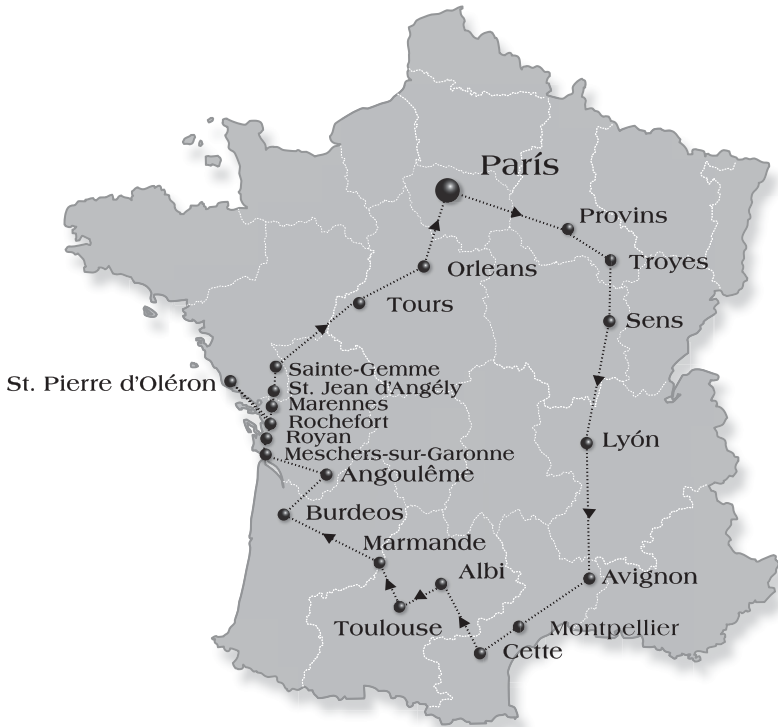 París
Provins
Troyes
Orleans
Tours
Sens
Sainte-Gemme
St. Pierre d'Oléron
St. Jean d'Angély
Marennes
Rochefort
Royan
Lyón
Meschers-sur-Garonne
Angoulême
Burdeos
Marmande
Albi
Avignon
Toulouse
Montpellier
Cette